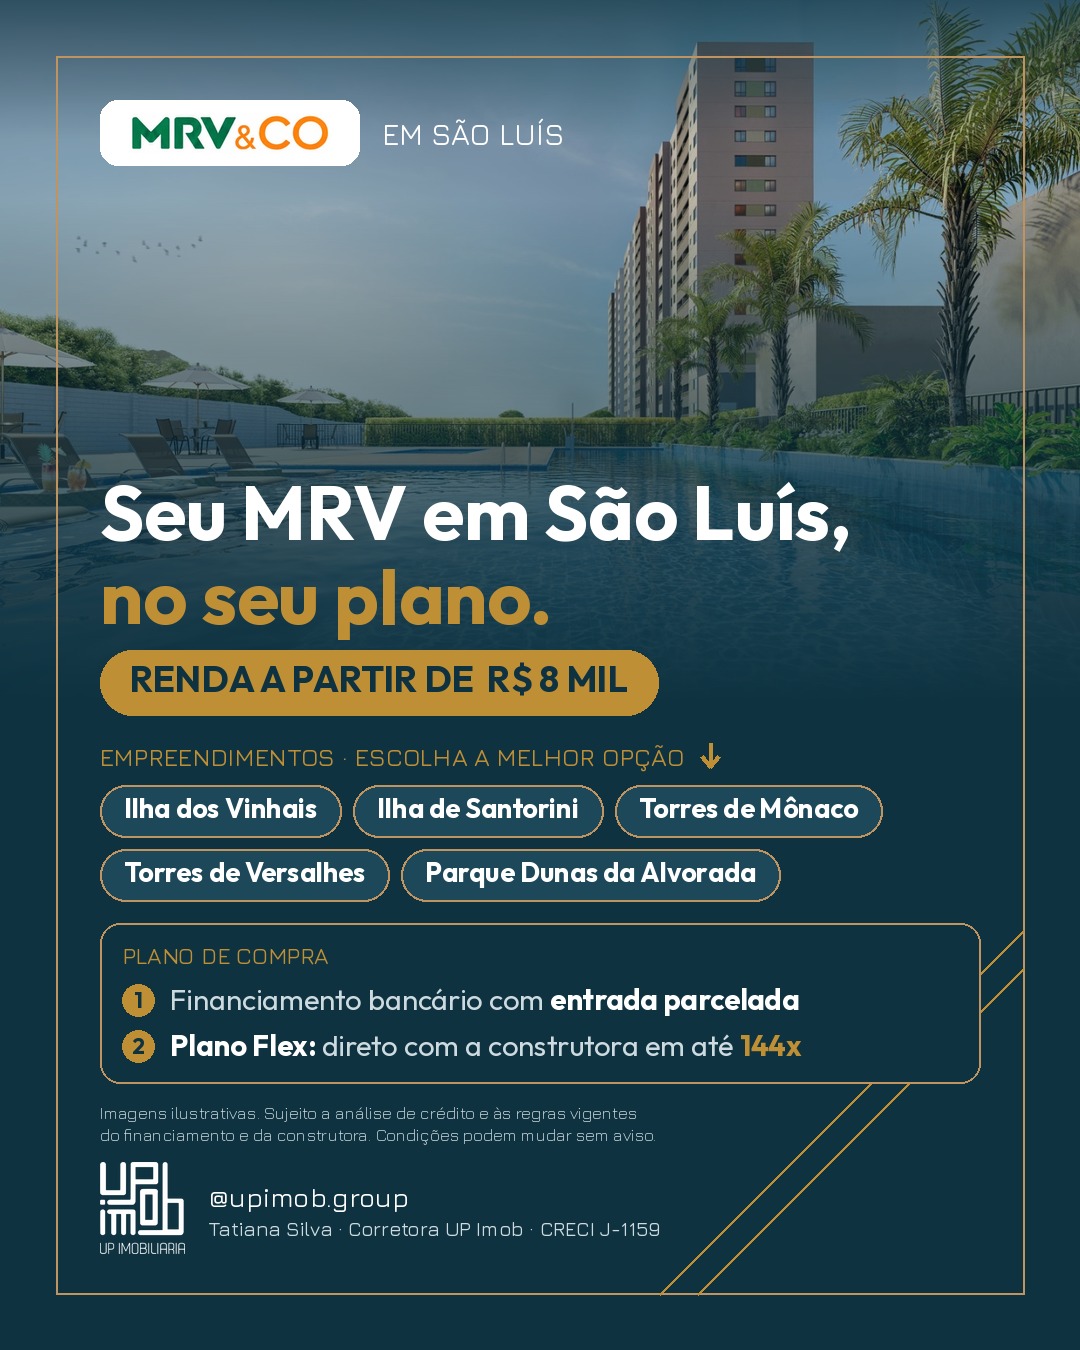 MRV&CO EM SÃO LUÍS
Seu MRV em São Luís,
no seu plano.
RENDA A PARTIR DE R$ 8 MIL
EMPREENDIMENTOS · ESCOLHA A MELHOR OPÇÃO ↓
Ilha dos Vinhais Ilha de Santorini Torres de Mônaco
Torres de Versalhes Parque Dunas da Alvorada
PLANO DE COMPRA
1 Financiamento bancário com entrada parcelada
2 Plano Flex: direto com a construtora em até 144x
Imagens ilustrativas. Sujeito a análise de crédito e às regras vigentes
do financiamento e da construtora. Condições podem mudar sem aviso.
UP imob
UP IMOBILIARIA
@upimob.group
Tatiana Silva · Corretora UP Imob · CRECI J-1159